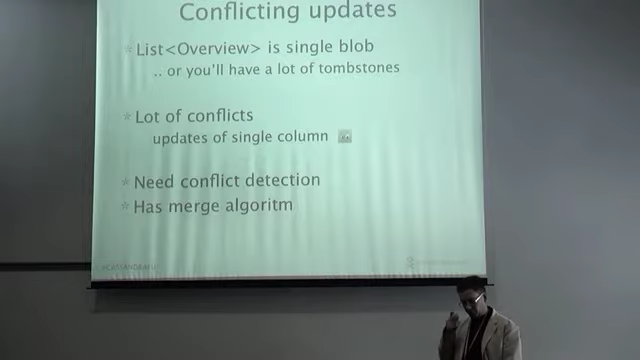 Conflicting updates
List<Overview> is single blob
.. or you'll have a lot of tombstones
Lot of conflicts
updates of single column
Need conflict detection
Has merge algoritm
#CASSANDRAEU